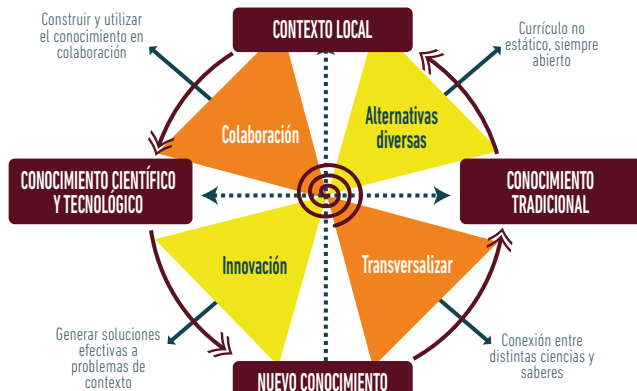 Construir y utilizar
el conocimiento en
colaboración
CONTEXTO LOCAL
Currículo no
estático, siempre
abierto
Colaboración
Alternativas
diversas
CONOCIMIENTO CIENTÍFICO
Y TECNOLÓGICO
CONOCIMIENTO
TRADICIONAL
Innovación
Transversalizar
Generar soluciones
efectivas a
problemas de
contexto
NUEVO CONOCIMIENTO
Conexión entre
distintas ciencias y
saberes